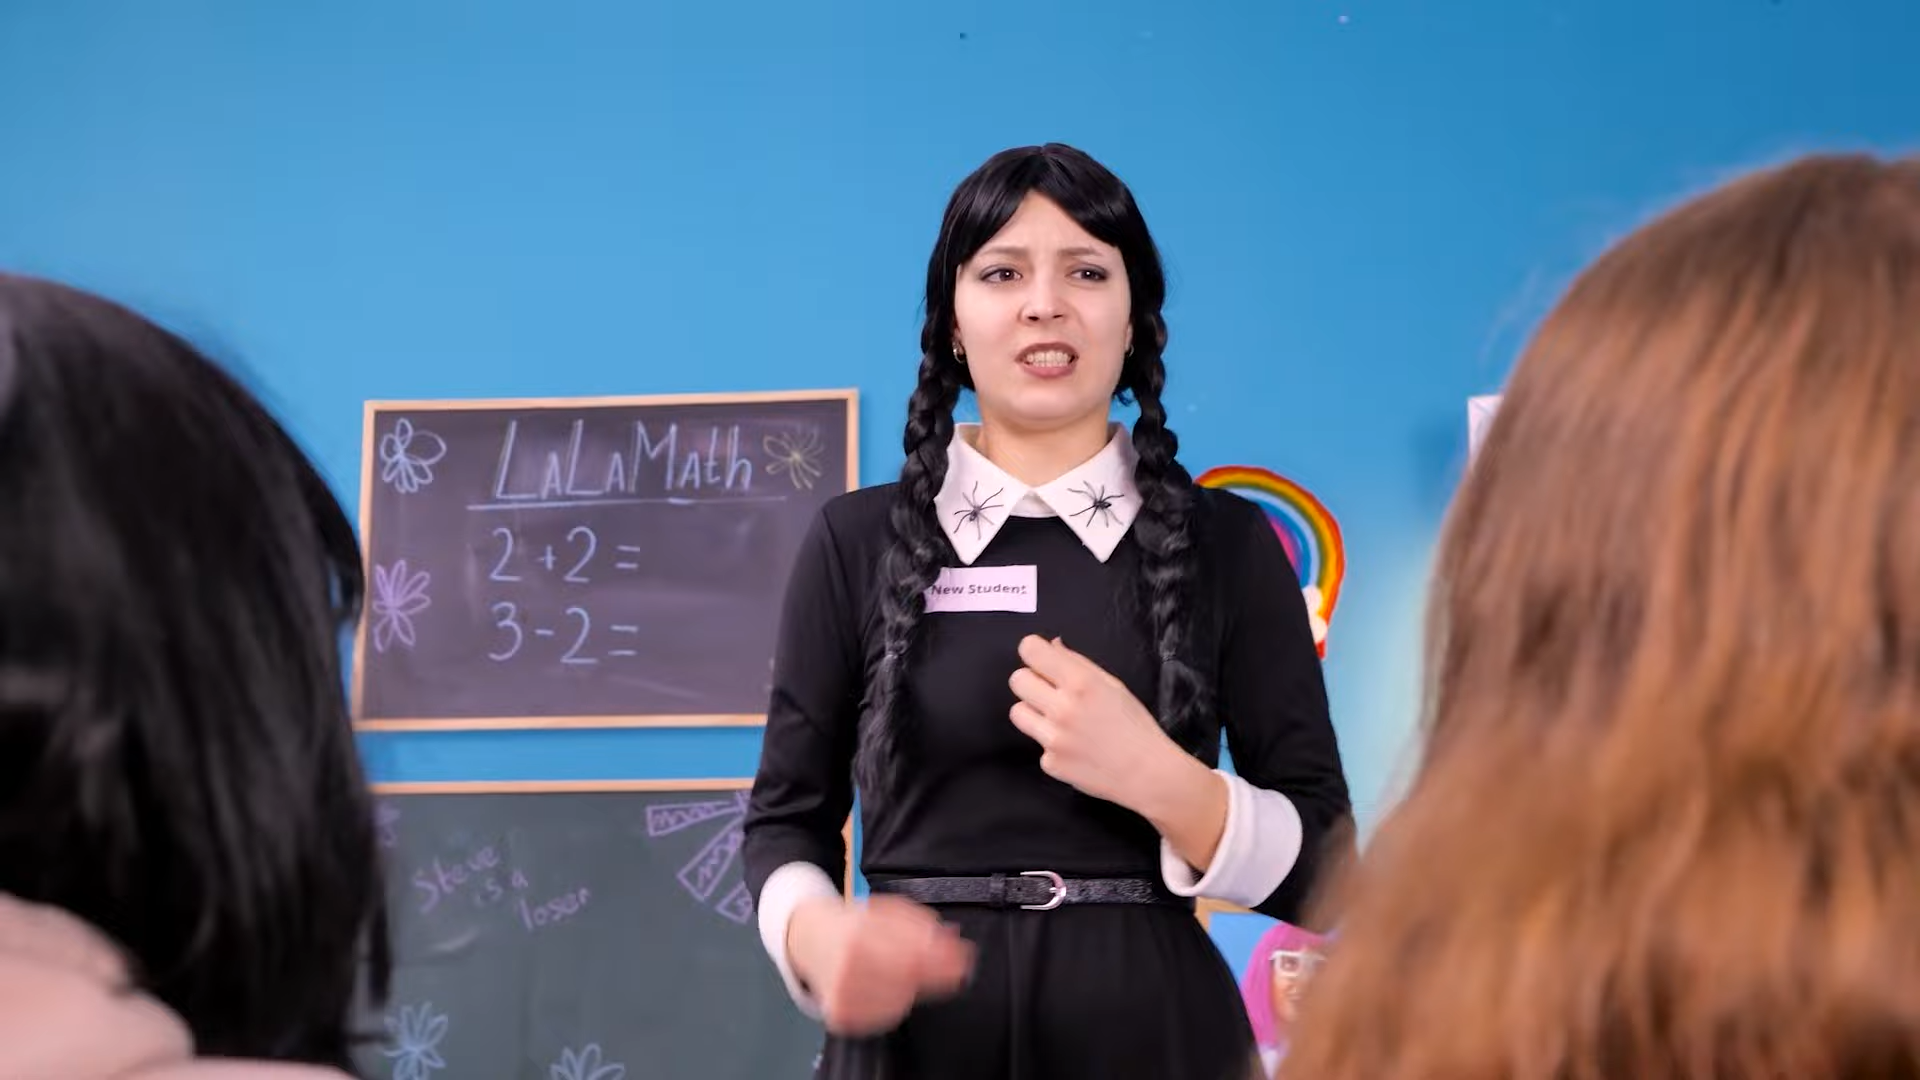 LALAMAth
2+2=
3-2=
New Student
Steve
is a
loser